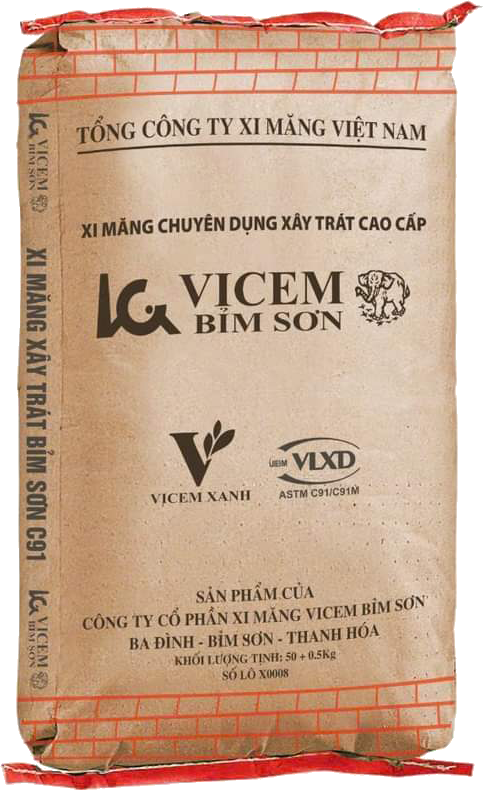 TỔNG CÔNG TY XI MĂNG VIỆT NAM
XI MĂNG CHUYÊN DỤNG XÂY TRÁT CAO CẤP
VICEM
BỈM SƠN
VICEM XANH
VLXD
ASTM C91/C91M
SẢN PHẨM CỦA
CÔNG TY CỔ PHẦN XI MĂNG VICEM BỈM SƠN
BA ĐÌNH - BỈM SƠN - THANH HÓA
KHỐI LƯỢNG TỊNH: 50 + 0.5Kg
SỐ LÔ X0008
VICEM
BỈM SƠN
XI MĂNG XÂY TRÁT BỈM SƠN C91
VICEM
BỈM SƠN